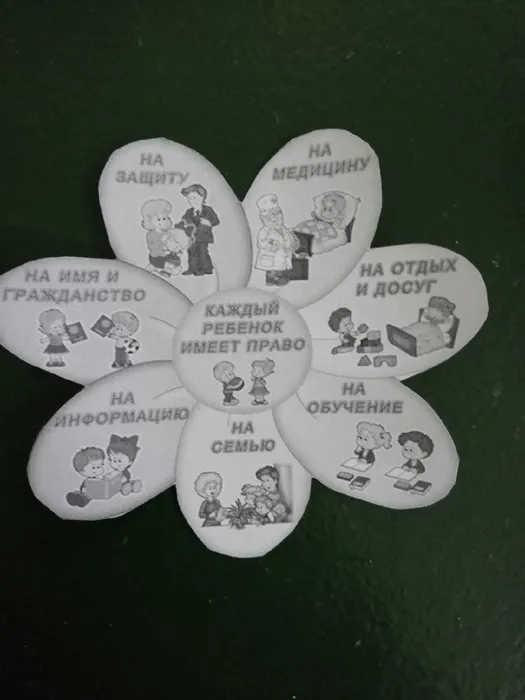 КАЖДЫЙ
РЕБЕНОК
ИМЕЕТ ПРАВО
НА
ЗАЩИТУ
НА
МЕДИЦИНУ
НА ОТДЫХ
И ДОСУГ
НА
ОБУЧЕНИЕ
НА
СЕМЬЮ
НА
ИНФОРМАЦИЮ
НА ИМЯ И
ГРАЖДАНСТВО